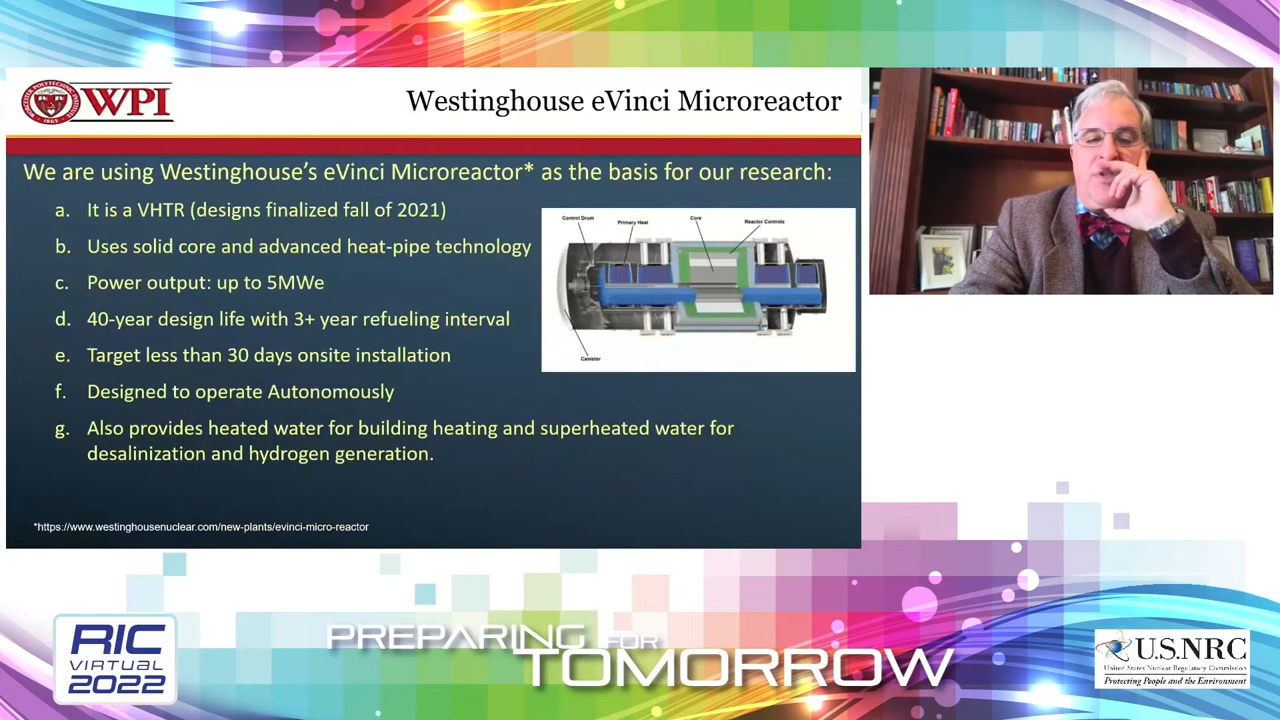 WPI
Westinghouse eVinci Microreactor
We are using Westinghouse's eVinci Microreactor* as the basis for our research:
a. It is a VHTR (designs finalized fall of 2021)
b. Uses solid core and advanced heat-pipe technology
c. Power output: up to 5MWe
d. 40-year design life with 3+ year refueling interval
e. Target less than 30 days onsite installation
f. Designed to operate Autonomously
g. Also provides heated water for building heating and superheated water for
desalinization and hydrogen generation.
Control Drum
Primary Heat
Core
Reactor Controls
Canister
*https://www.westinghousenuclear.com/new-plants/evinci-micro-reactor
RIC
VIRTUAL
2022
PREPARING FOR
TOMORROW
U.S.NRC
United States Nuclear Regulatory Commission
Protecting People and the Environment